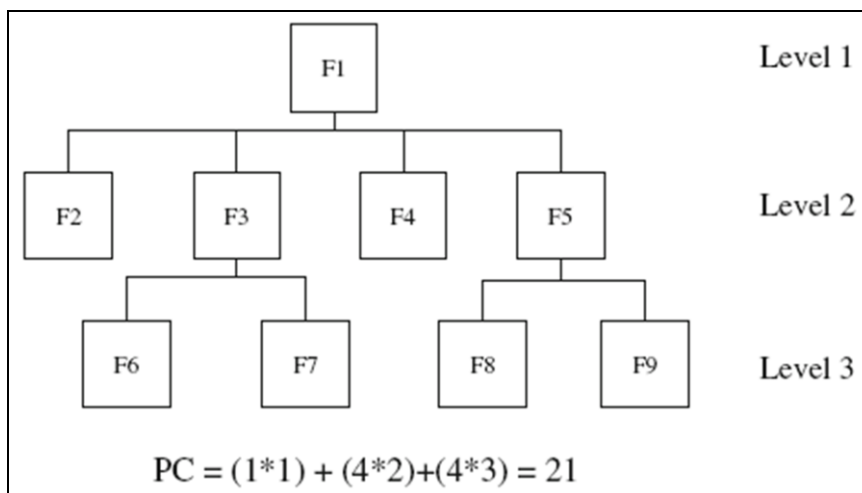 F1
Level 1
F2 F3 F4 F5
Level 2
F6 F7 F8 F9
Level 3
PC = (1*1) + (4*2)+(4*3) = 21